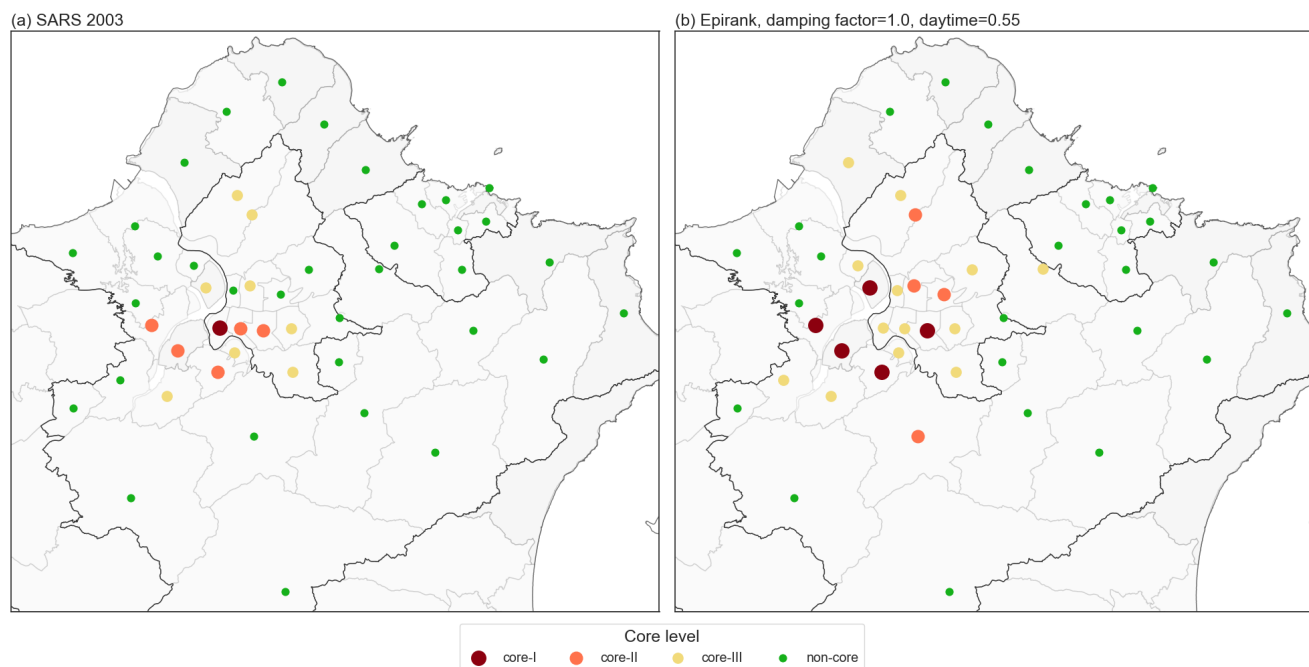 (a) SARS 2003
(b) Epirank, damping factor=1.0, daytime=0.55
Core level
core-I core-II core-III non-core